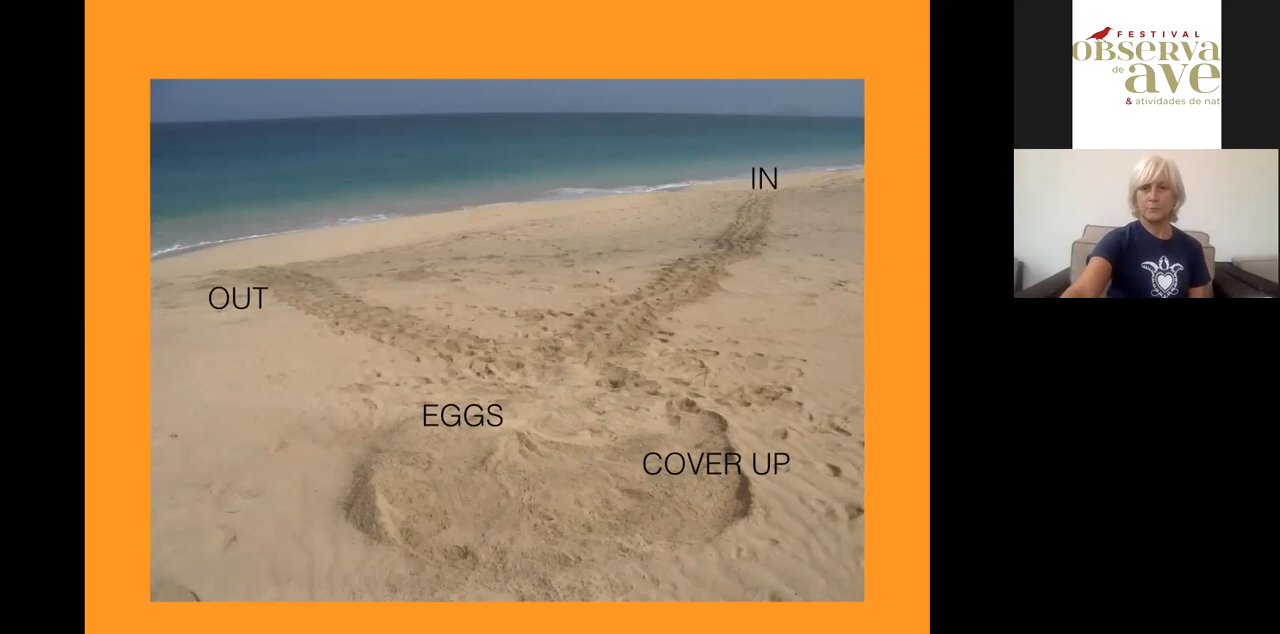 IN
OUT
EGGS
COVER UP
FESTIVAL
OBSERVA
de ave
& atividades de nat